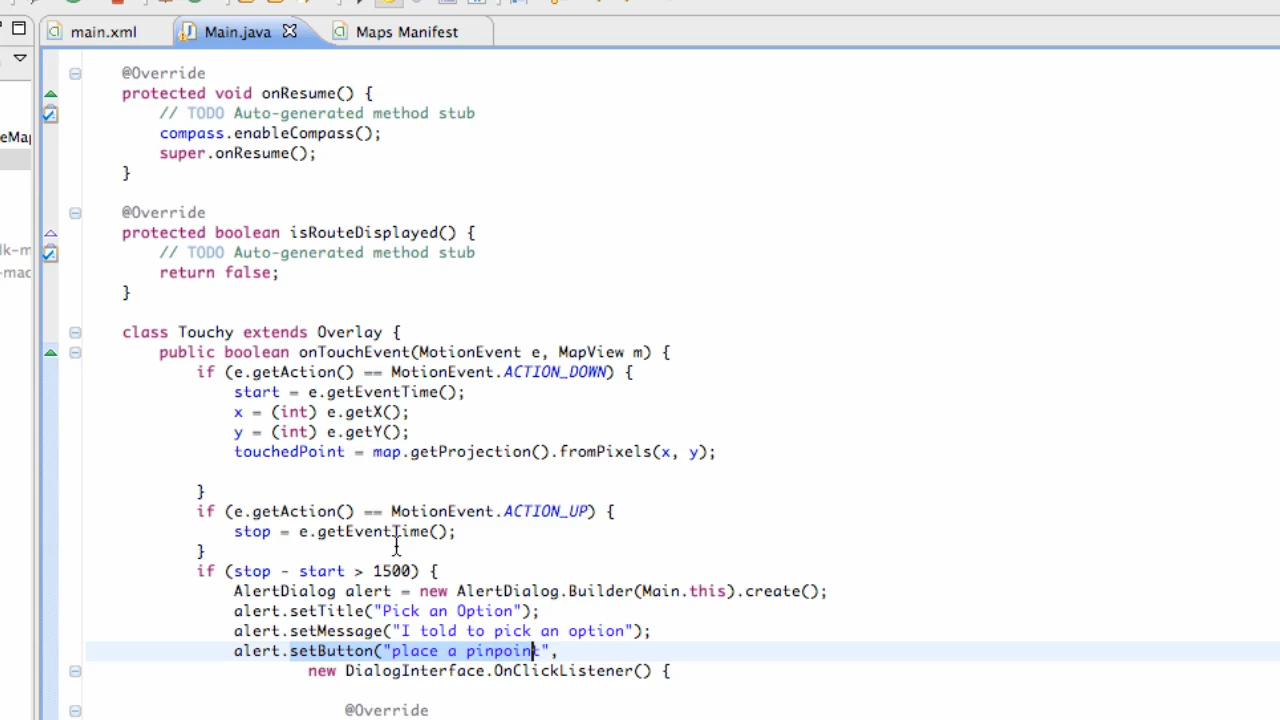 main.xml
Main.java
Maps Manifest
@Override
protected void onResume() {
// TODO Auto-generated method stub
compass.enableCompass();
super.onResume();
}
@Override
protected boolean isRouteDisplayed() {
// TODO Auto-generated method stub
return false;
}
class Touchy extends Overlay {
public boolean onTouchEvent(MotionEvent e, MapView m) {
if (e.getAction() == MotionEvent.ACTION_DOWN) {
start = e.getEventTime();
x = (int) e.getX();
y = (int) e.getY();
touchedPoint = map.getProjection().fromPixels(x, y);
}
if (e.getAction() == MotionEvent.ACTION_UP) {
stop = e.getEventTime();
}
if (stop - start > 1500) {
AlertDialog alert = new AlertDialog.Builder(Main.this).create();
alert.setTitle("Pick an Option");
alert.setMessage("I told to pick an option");
alert.setButton("place a pinpoint",
new DialogInterface.OnClickListener() {
@Override